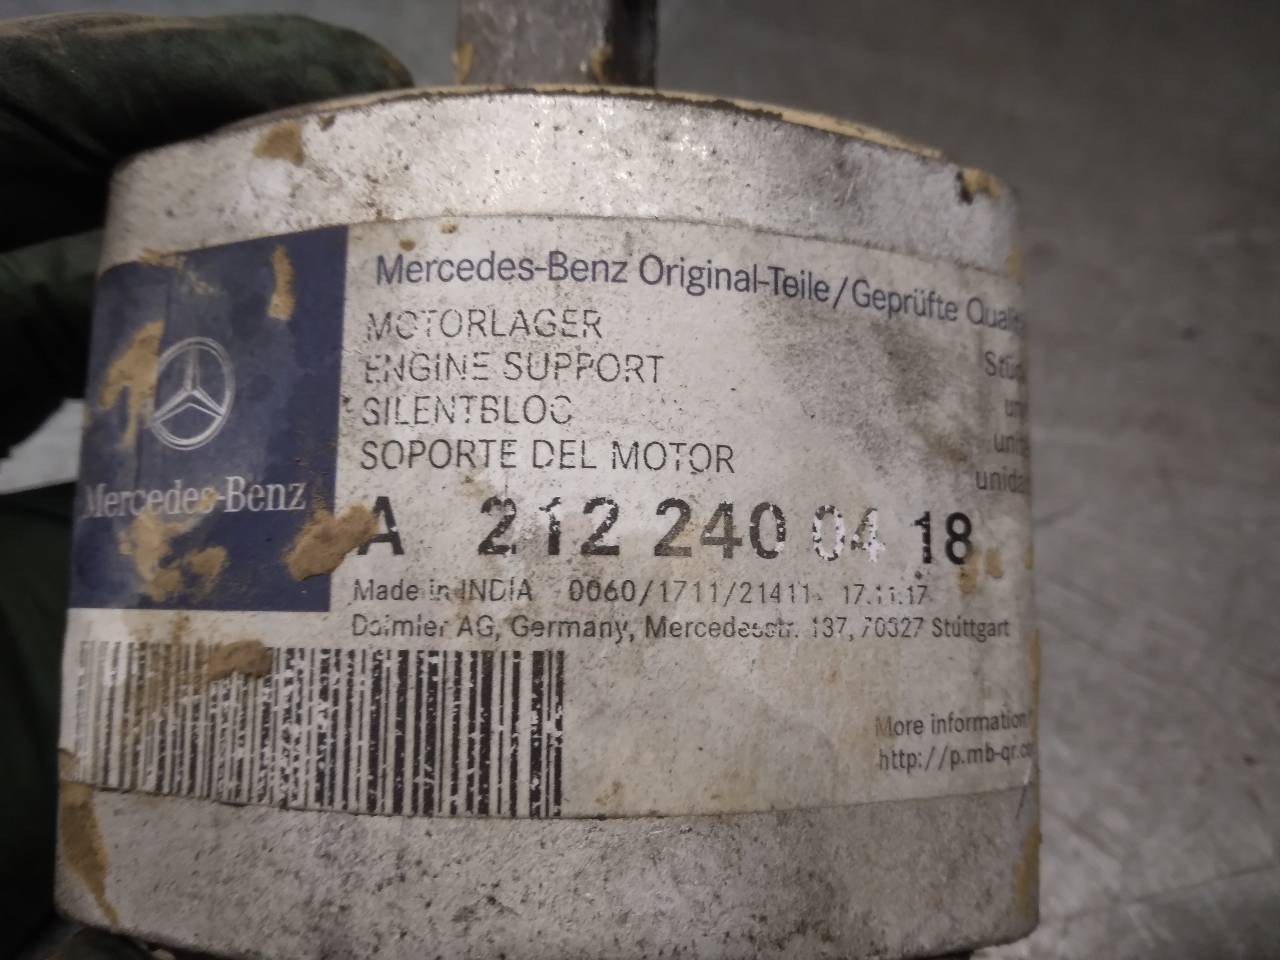 Mercedes-Benz Original-Teile/Geprüfte
MOTORLAGER
ENGINE SUPPORT
SILENTBLOC
SOPORTE DEL MOTOR
Mercedes-Benz
A 212 240 04 18
Made in INDIA 0060/1711/21411 17.11.17
Daimler AG, Germany, Mercedesstr. 137, 70327 Stuttgart
More information
http://p.mb-qr.co